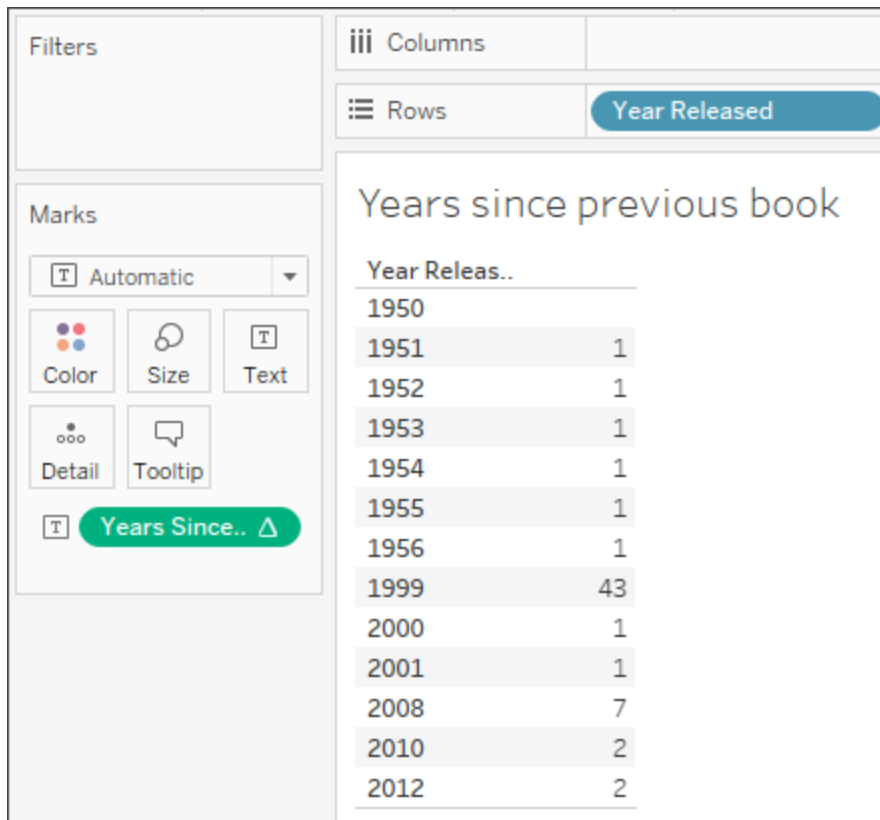 Filters
Columns
Rows
Year Released
Marks
Automatic
Color
Size
Text
Detail
Tooltip
Years Since.. Δ
Years since previous book
Year Releas..
1950
1951 1
1952 1
1953 1
1954 1
1955 1
1956 1
1999 43
2000 1
2001 1
2008 7
2010 2
2012 2